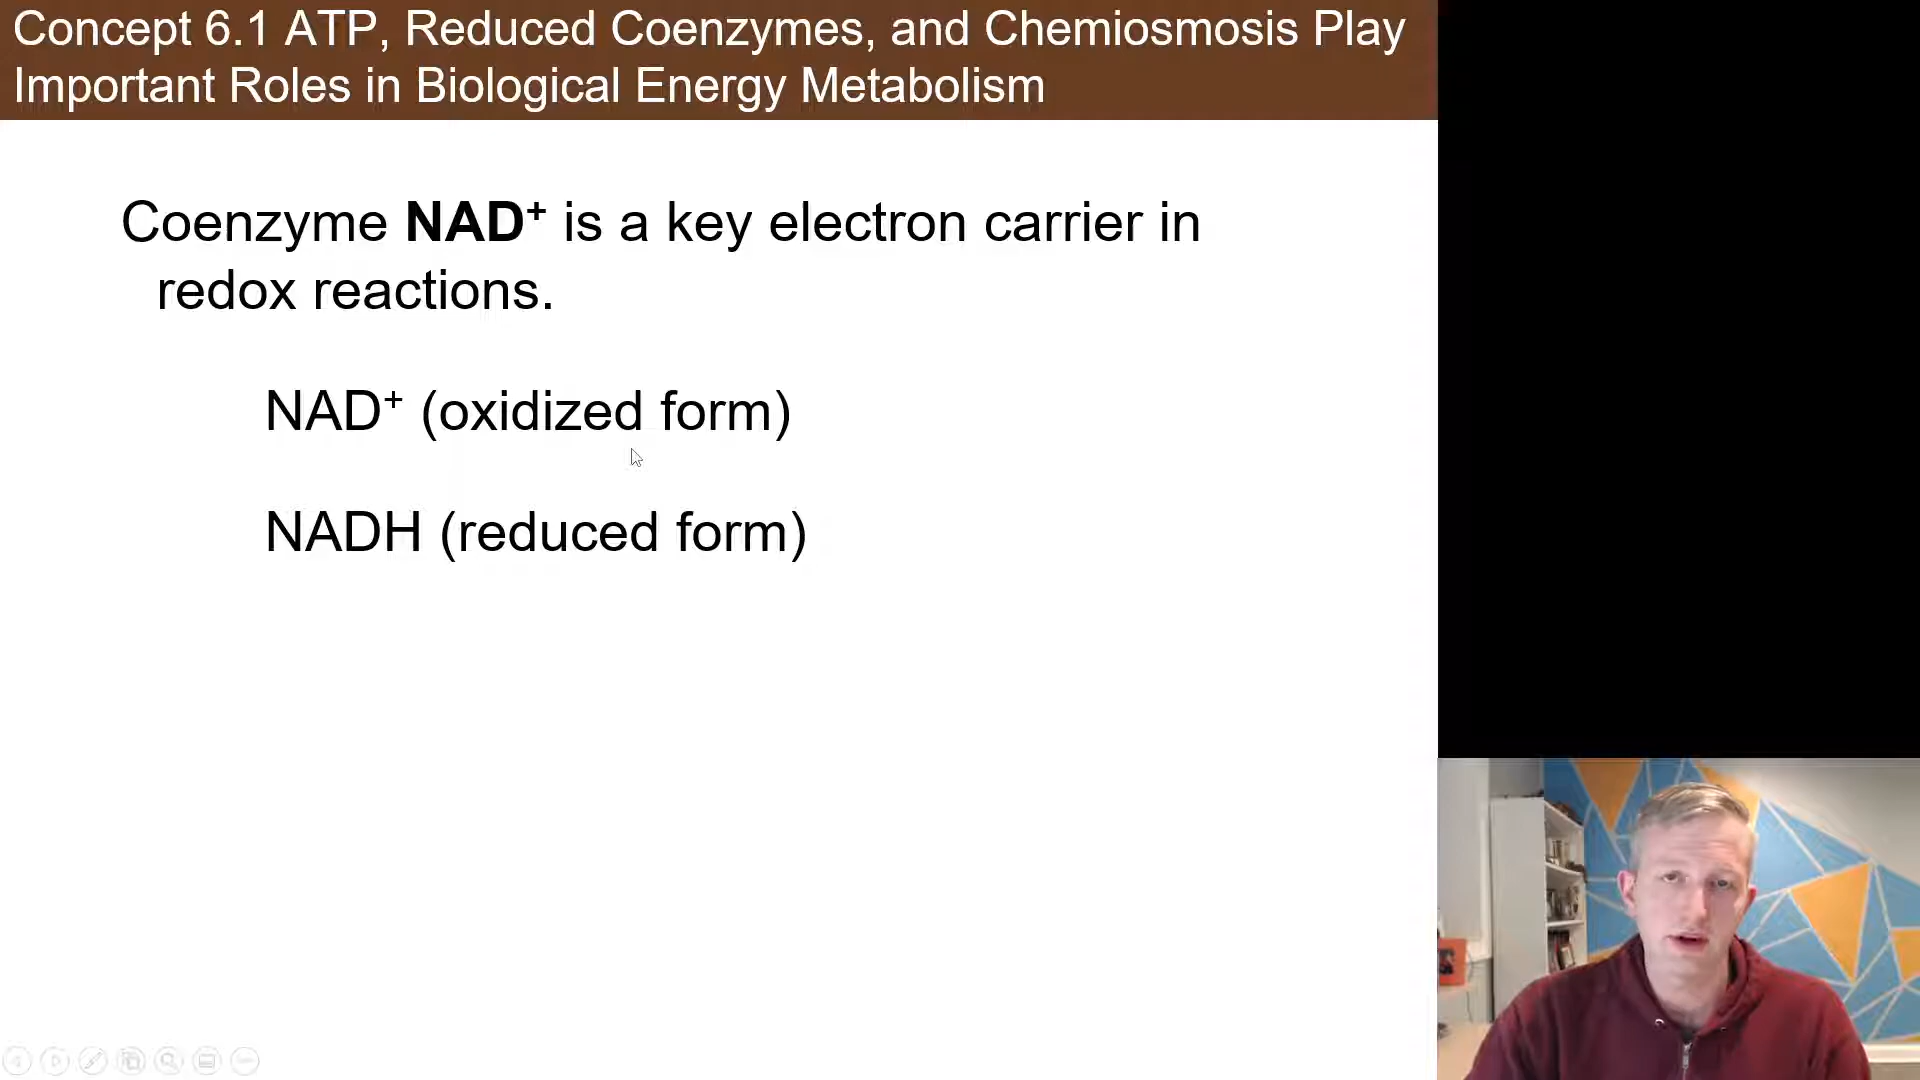 Concept 6.1 ATP, Reduced Coenzymes, and Chemiosmosis Play
Important Roles in Biological Energy Metabolism
Coenzyme NAD⁺ is a key electron carrier in
redox reactions.
NAD⁺ (oxidized form)
NADH (reduced form)